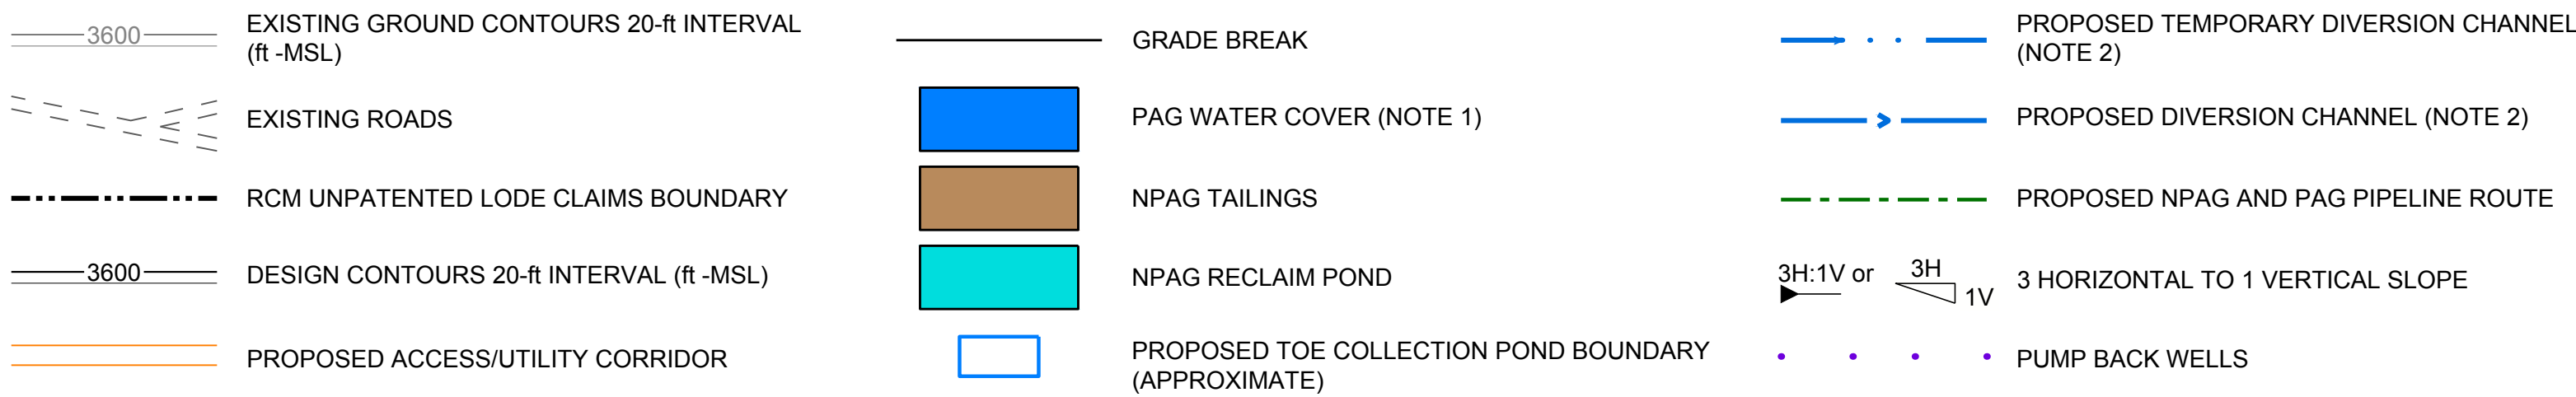 3600
EXISTING GROUND CONTOURS 20-ft INTERVAL
(ft -MSL)
EXISTING ROADS
RCM UNPATENTED LODE CLAIMS BOUNDARY
3600
DESIGN CONTOURS 20-ft INTERVAL (ft -MSL)
PROPOSED ACCESS/UTILITY CORRIDOR
GRADE BREAK
PAG WATER COVER (NOTE 1)
NPAG TAILINGS
NPAG RECLAIM POND
PROPOSED TOE COLLECTION POND BOUNDARY
(APPROXIMATE)
PROPOSED TEMPORARY DIVERSION CHANNEL
(NOTE 2)
PROPOSED DIVERSION CHANNEL (NOTE 2)
PROPOSED NPAG AND PAG PIPELINE ROUTE
3H:1V or 3H 1V
3 HORIZONTAL TO 1 VERTICAL SLOPE
PUMP BACK WELLS